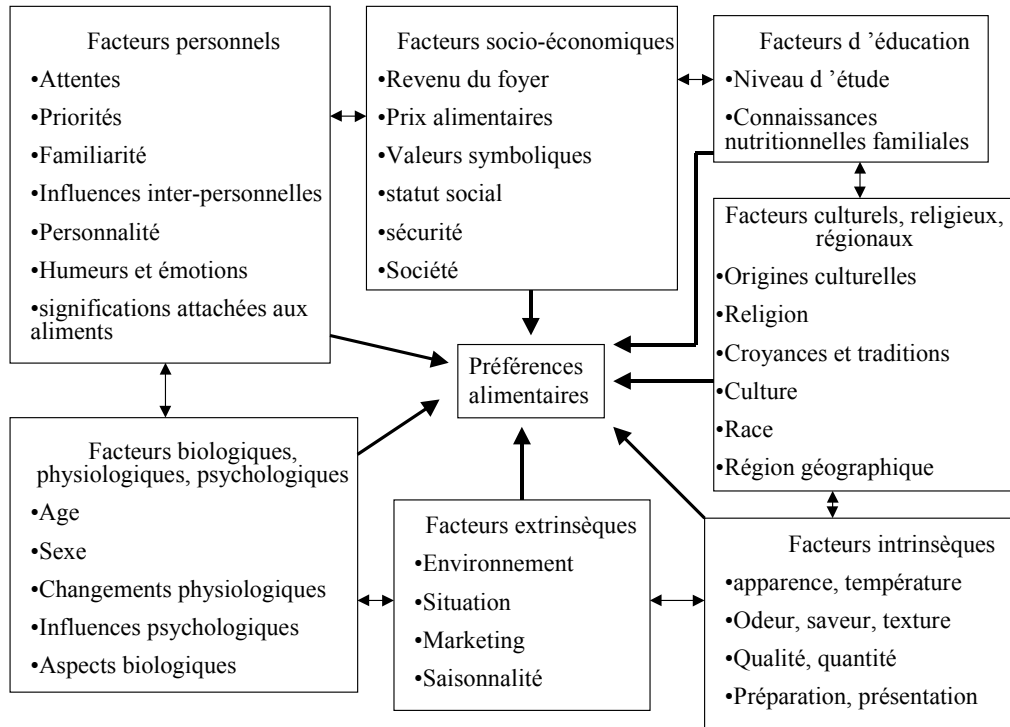 Facteurs personnels
•Attentes
•Priorités
•Familiarité
•Influences inter-personnelles
•Personnalité
•Humeurs et émotions
•significations attachées aux
aliments
Facteurs socio-économiques
•Revenu du foyer
•Prix alimentaires
•Valeurs symboliques
•statut social
•sécurité
•Société
Facteurs d ’éducation
•Niveau d ’étude
•Connaissances
nutritionnelles familiales
Facteurs culturels, religieux,
régionaux
•Origines culturelles
•Religion
•Croyances et traditions
•Culture
•Race
•Région géographique
Préférences
alimentaires
Facteurs biologiques,
physiologiques, psychologiques
•Age
•Sexe
•Changements physiologiques
•Influences psychologiques
•Aspects biologiques
Facteurs extrinsèques
•Environnement
•Situation
•Marketing
•Saisonnalité
Facteurs intrinsèques
•apparence, température
•Odeur, saveur, texture
•Qualité, quantité
•Préparation, présentation